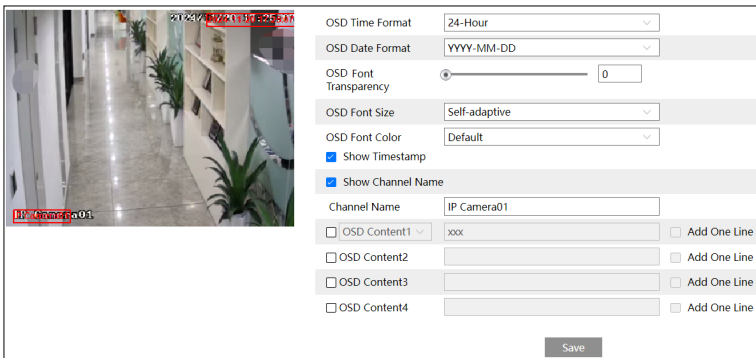 OSD Time Format 24-Hour
OSD Date Format YYYY-MM-DD
OSD Font Transparency 0
OSD Font Size Self-adaptive
OSD Font Color Default
Show Timestamp
Show Channel Name
Channel Name IP Camera01
IP Camera01
OSD Content1 xxx Add One Line
OSD Content2 Add One Line
OSD Content3 Add One Line
OSD Content4 Add One Line
Save